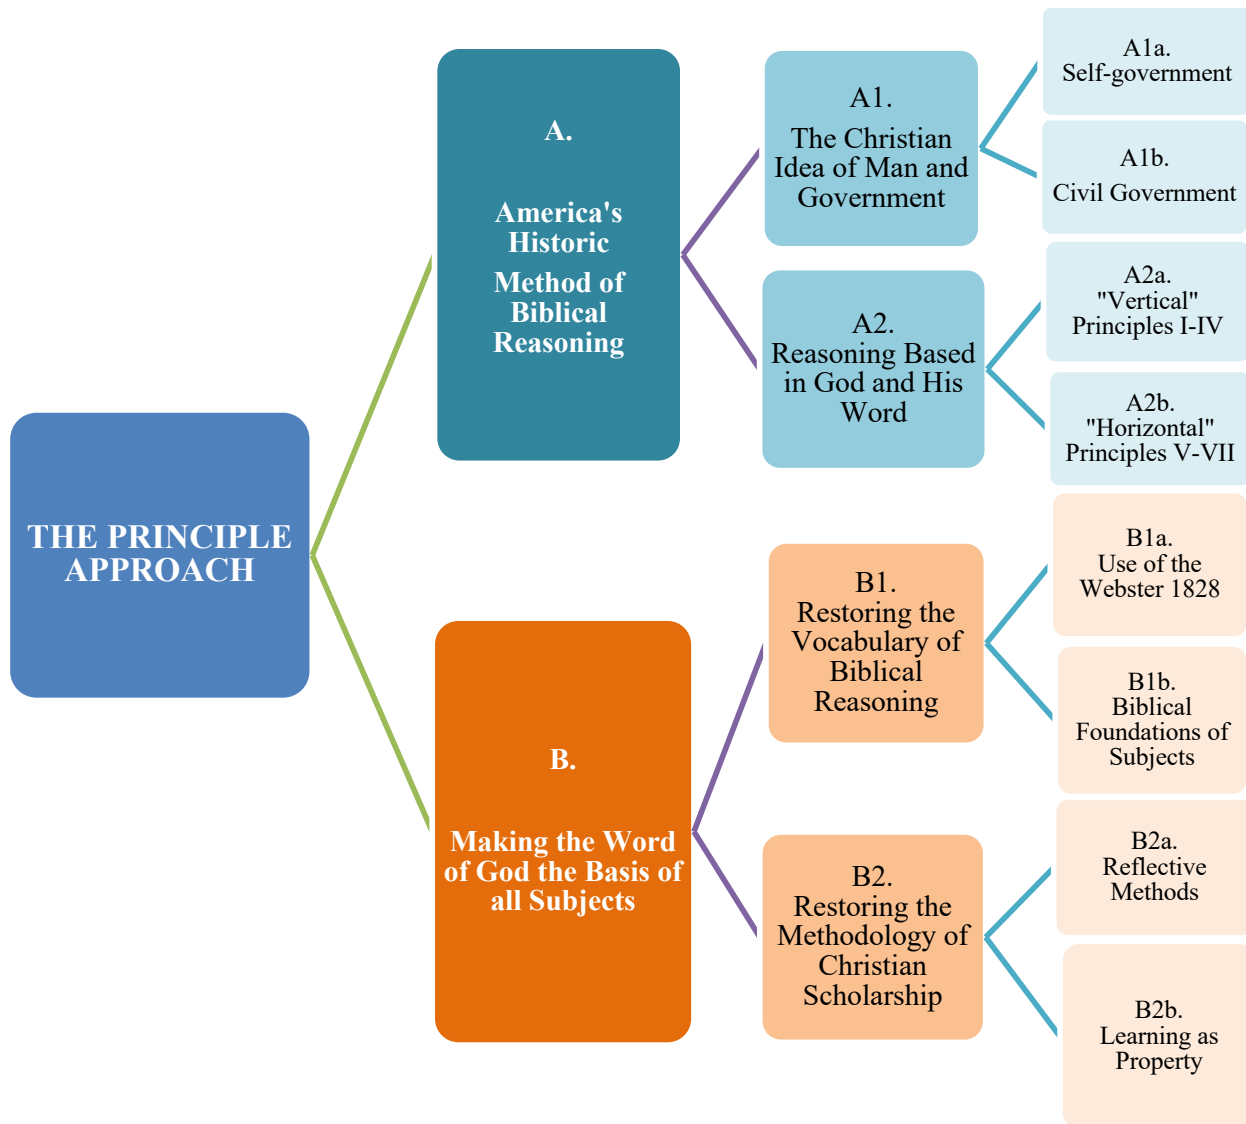 THE PRINCIPLE
APPROACH
A.
America's
Historic
Method of
Biblical
Reasoning
A1.
The Christian
Idea of Man and
Government
A1a.
Self-government
A1b.
Civil Government
A2.
Reasoning Based
in God and His
Word
A2a.
"Vertical"
Principles I-IV
A2b.
"Horizontal"
Principles V-VII
B.
Making the Word
of God the Basis of
all Subjects
B1.
Restoring the
Vocabulary of
Biblical
Reasoning
B1a.
Use of the
Webster 1828
B1b.
Biblical
Foundations of
Subjects
B2.
Restoring the
Methodology of
Christian
Scholarship
B2a.
Reflective
Methods
B2b.
Learning as
Property